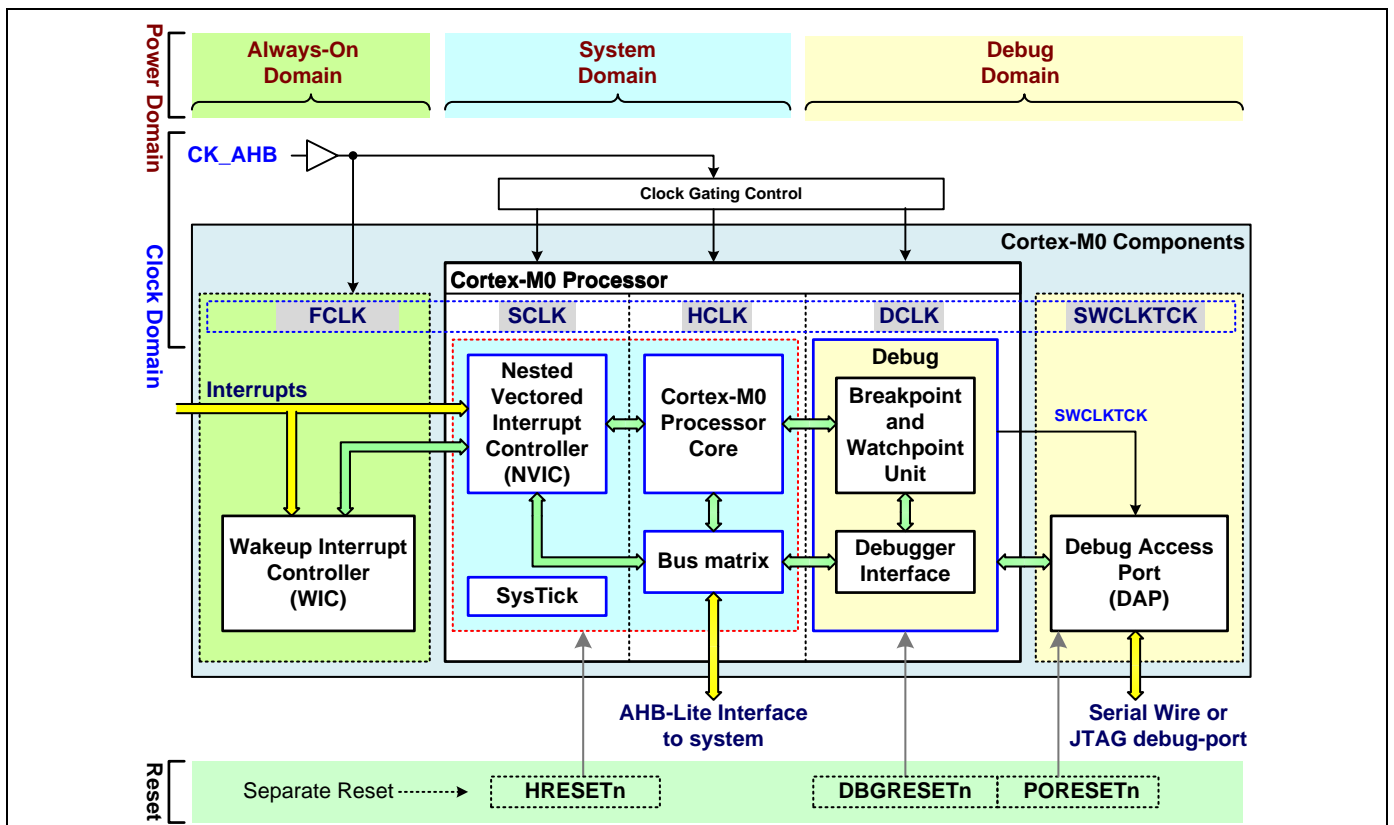 Power Domain
Always-On
Domain
System
Domain
Debug
Domain
Clock Domain
CK_AHB
Clock Gating Control
Cortex-M0 Components
Cortex-M0 Processor
FCLK
SCLK
HCLK
DCLK
SWCLKTCK
Interrupts
Nested
Vectored
Interrupt
Controller
(NVIC)
Cortex-M0
Processor
Core
Debug
Breakpoint
and
Watchpoint
Unit
SWCLKTCK
Wakeup Interrupt
Controller
(WIC)
SysTick
Bus matrix
Debugger
Interface
Debug Access
Port
(DAP)
AHB-Lite Interface
to system
Serial Wire or
JTAG debug-port
Reset
Separate Reset
HRESETn
DBGRESETn
PORESETn